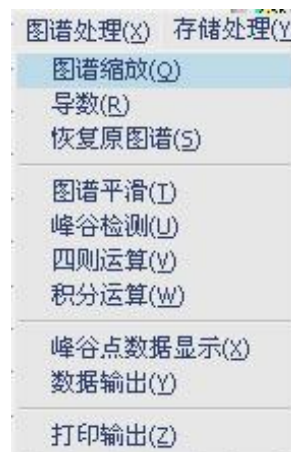 图谱处理(X) 存储处理(Y
图谱缩放(Q)
导数(R)
恢复原图谱(S)
图谱平滑(T)
峰谷检测(U)
四则运算(V)
积分运算(W)
峰谷点数据显示(X)
数据输出(Y)
打印输出(Z)